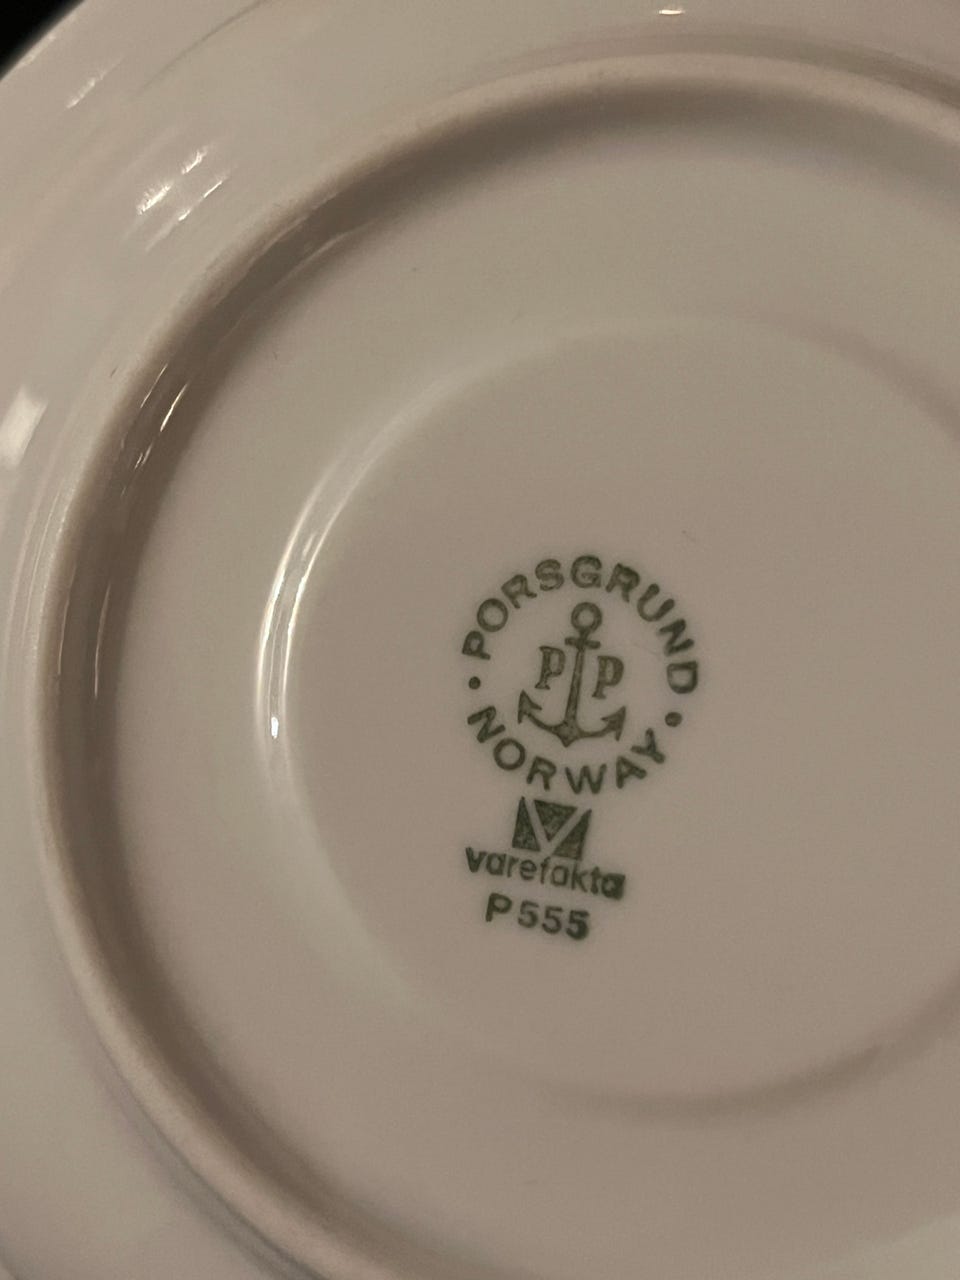 PORSGRUND
P P
NORWAY
varefakta
P555